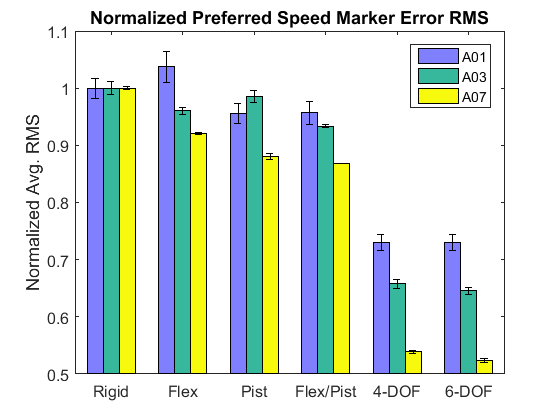 Normalized Preferred Speed Marker Error RMS
Normalized Avg. RMS
1.1
1
0.9
0.8
0.7
0.6
0.5
A01
A03
A07
Rigid Flex Pist Flex/Pist 4-DOF 6-DOF